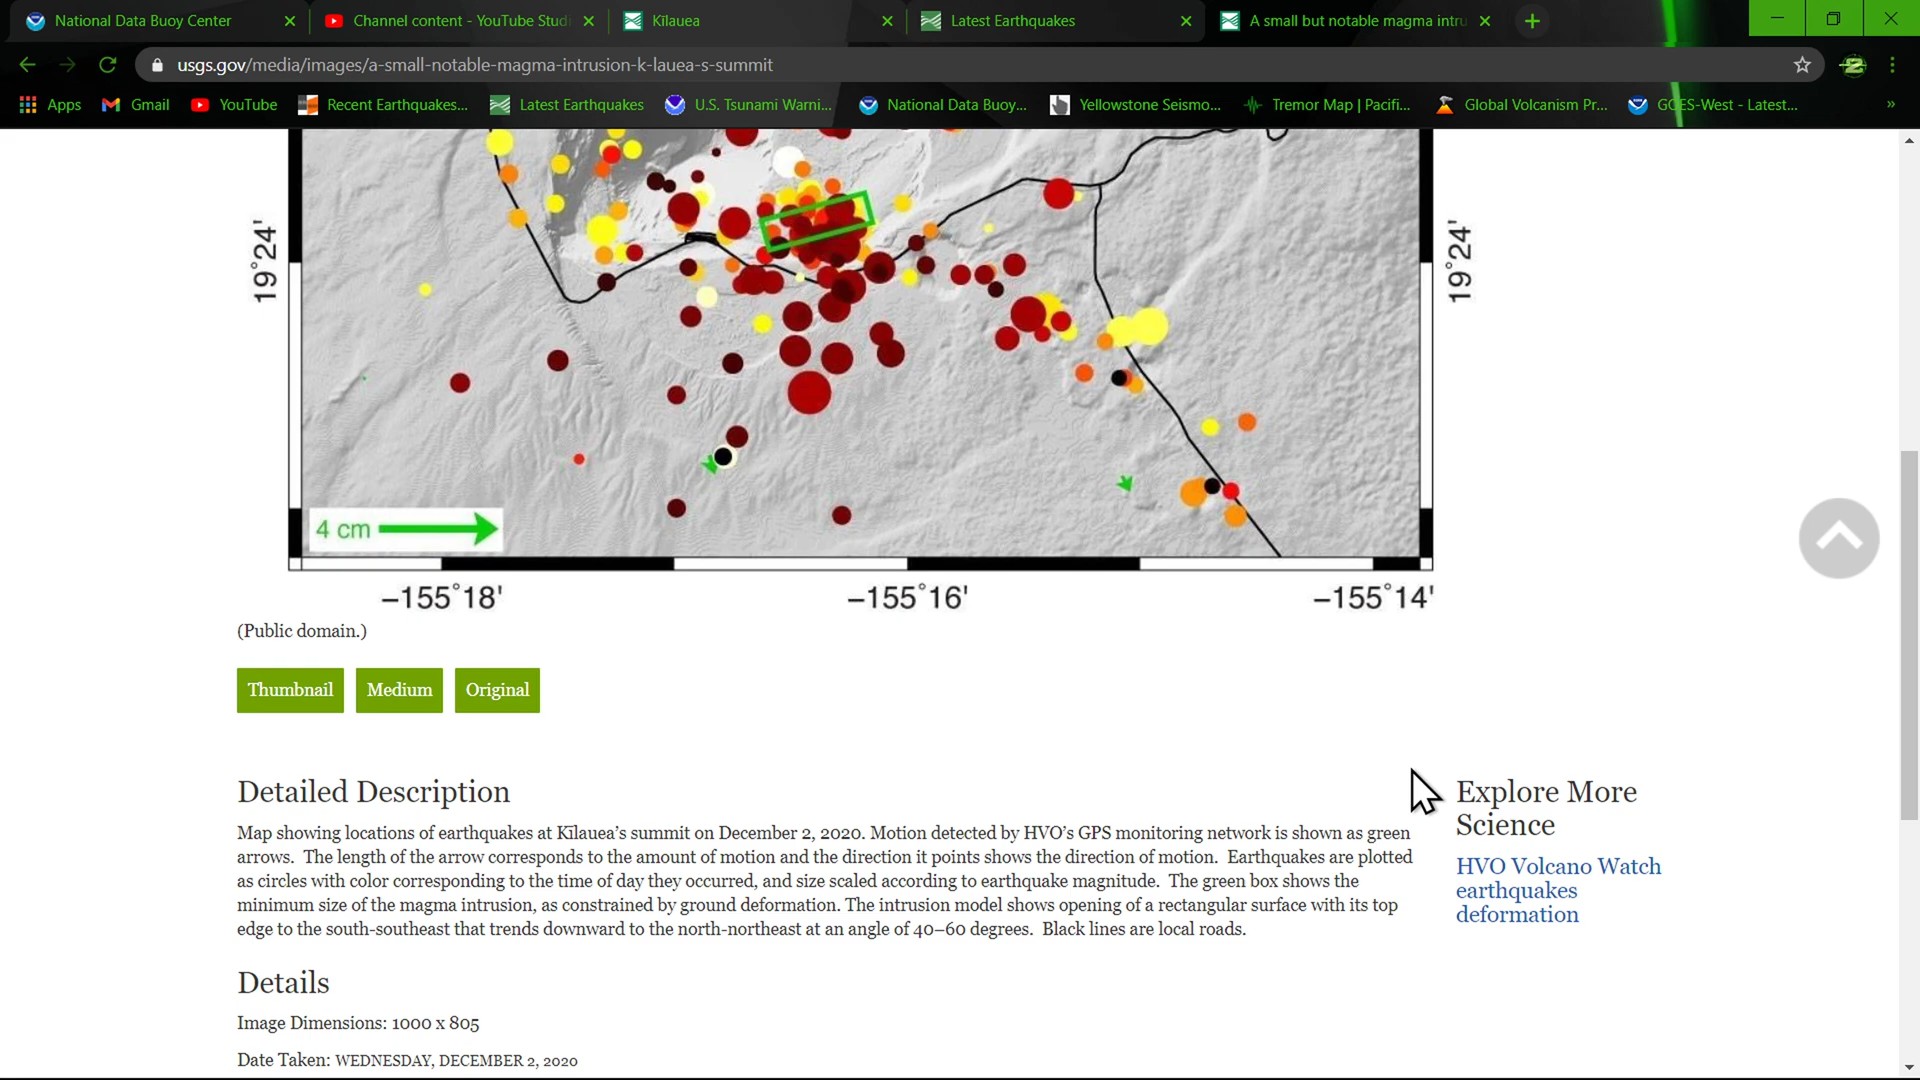 National Data Buoy Center
Channel content - YouTube Studi
Kīlauea
Latest Earthquakes
A small but notable magma intru
usgs.gov/media/images/a-small-notable-magma-intrusion-k-lauea-s-summit
Apps
Gmail
YouTube
Recent Earthquakes...
Latest Earthquakes
U.S. Tsunami Warni...
National Data Buoy...
Yellowstone Seismo...
Tremor Map | Pacifi...
Global Volcanism Pr...
GOES-West - Latest...
19˚24'
19˚24'
4 cm
−155˚18'
−155˚16'
−155˚14'
(Public domain.)
Thumbnail
Medium
Original
Detailed Description
Map showing locations of earthquakes at Kīlauea’s summit on December 2, 2020. Motion detected by HVO’s GPS monitoring network is shown as green
arrows. The length of the arrow corresponds to the amount of motion and the direction it points shows the direction of motion. Earthquakes are plotted
as circles with color corresponding to the time of day they occurred, and size scaled according to earthquake magnitude. The green box shows the
minimum size of the magma intrusion, as constrained by ground deformation. The intrusion model shows opening of a rectangular surface with its top
edge to the south-southeast that trends downward to the north-northeast at an angle of 40–60 degrees. Black lines are local roads.
Explore More
Science
HVO Volcano Watch
earthquakes
deformation
Details
Image Dimensions: 1000 x 805
Date Taken: WEDNESDAY, DECEMBER 2, 2020